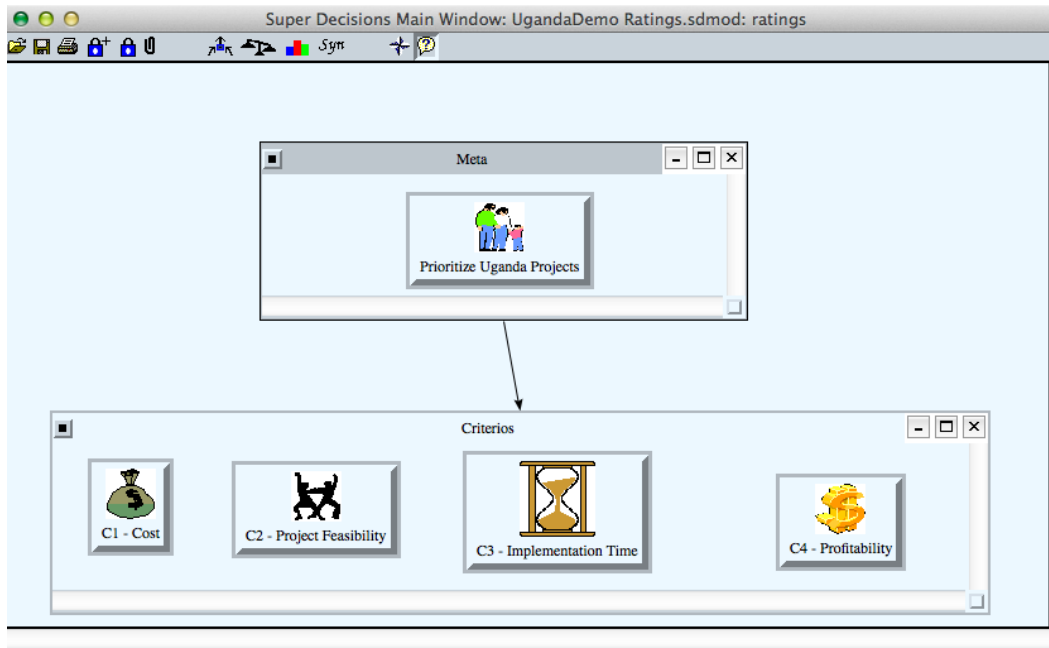 Super Decisions Main Window: UgandaDemo Ratings.sdmod: ratings
Syn
Meta
Prioritize Uganda Projects
Criterios
C1 - Cost
C2 - Project Feasibility
C3 - Implementation Time
C4 - Profitability